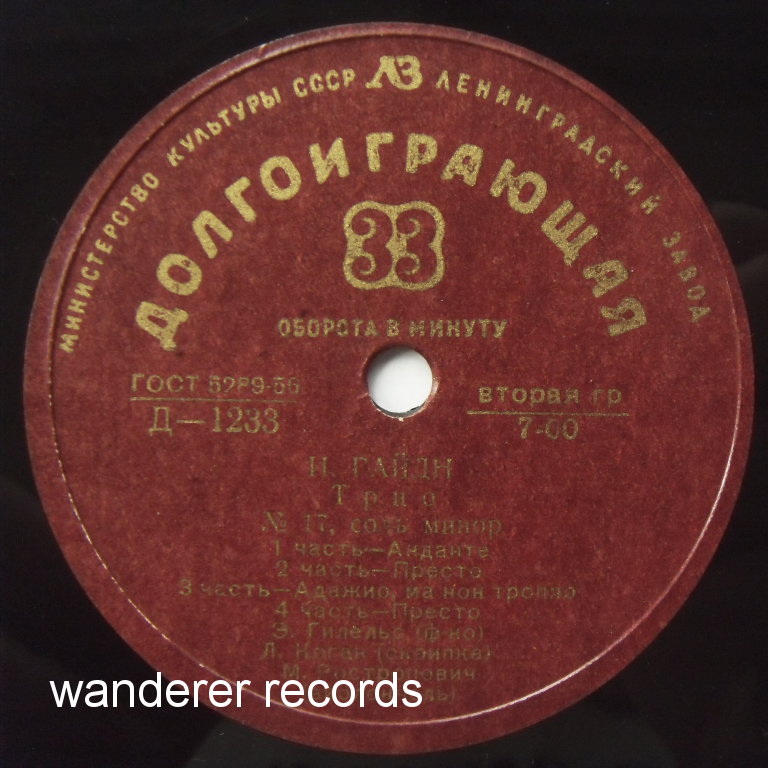 МИНИСТЕРСТВО КУЛЬТУРЫ СССР ЛЗ ЛЕНИНГРАДСКИЙ ЗАВОД
ДОЛГОИГРАЮЩАЯ
33
ОБОРОТА В МИНУТУ
ГОСТ 5289-56
Д—1233
вторая гр
7-00
И. ГАЙДН
Трио
№ 17, соль минор
1 часть—Анданте
2 часть—Престо
3 часть—Адажио, ма нон троппо
4 часть—Престо
Э. Гилельс (ф-но)
Л. Коган (скрипка)
М. Ростропович
wanderer records